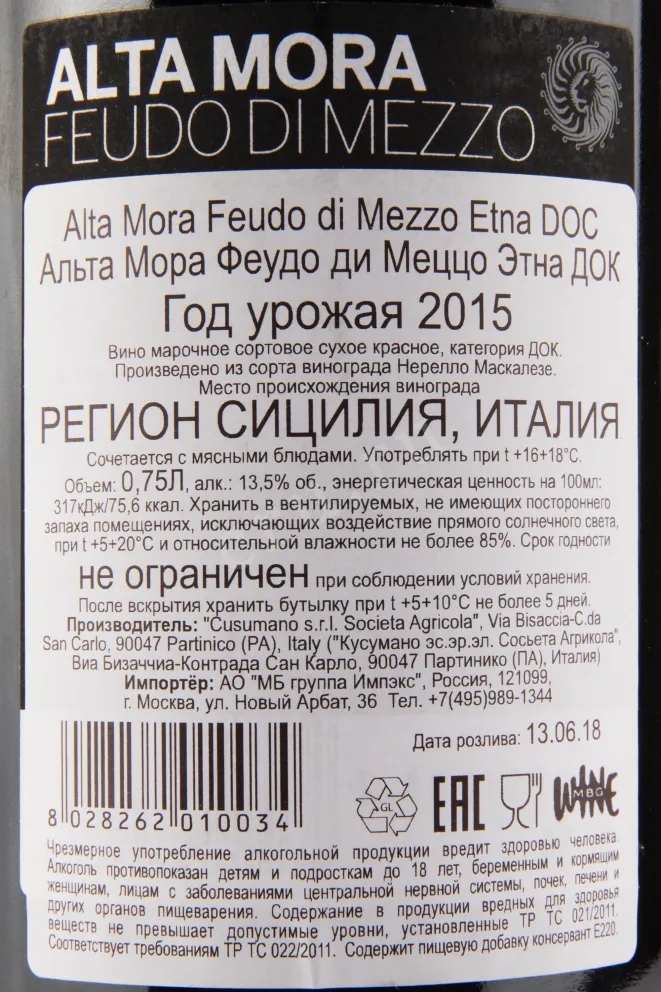 ALTA MORA
FEUDO DI MEZZO
Alta Mora Feudo di Mezzo Etna DOC
Альта Мора Феудо ди Меццо Этна ДОК
Год урожая 2015
Вино марочное сортовое сухое красное, категория ДОК.
Произведено из сорта винограда Нерелло Маскалезе.
Место происхождения винограда
РЕГИОН СИЦИЛИЯ, ИТАЛИЯ
Сочетается с мясными блюдами. Употреблять при t +16+18°C.
Объем: 0,75Л, алк.: 13,5% об., энергетическая ценность на 100мл:
317кДж/75,6 ккал. Хранить в вентилируемых, не имеющих постороннего
запаха помещениях, исключающих воздействие прямого солнечного света,
при t +5+20°C и относительной влажности не более 85%. Срок годности
не ограничен при соблюдении условий хранения.
После вскрытия хранить бутылку при t +5+10°C не более 5 дней.
Производитель: "Cusumano s.r.l. Societa Agricola", Via Bisaccia-C.da
San Carlo, 90047 Partinico (PA), Italy ("Кусумано эс.эр.эл. Сосьета Агрикола",
Виа Бизаччиа-Контрада Сан Карло, 90047 Партинико (ПА), Италия)
Импортёр: АО "МБ группа Импэкс", Россия, 121099,
г. Москва, ул. Новый Арбат, 36 Тел. +7(495)989-1344
Дата розлива: 13.06.18
GL EAC WINE MBG
8 028262 010034
Чрезмерное употребление алкогольной продукции вредит здоровью человека.
Алкоголь противопоказан детям и подросткам до 18 лет, беременным и кормящим
женщинам, лицам с заболеваниями центральной нервной системы, почек, печени и
других органов пищеварения. Содержание в продукции вредных для здоровья
веществ не превышает допустимые уровни, установленные ТР ТС 021/2011.
Соответствует требованиям ТР ТС 022/2011. Содержит пищевую добавку консервант Е220.